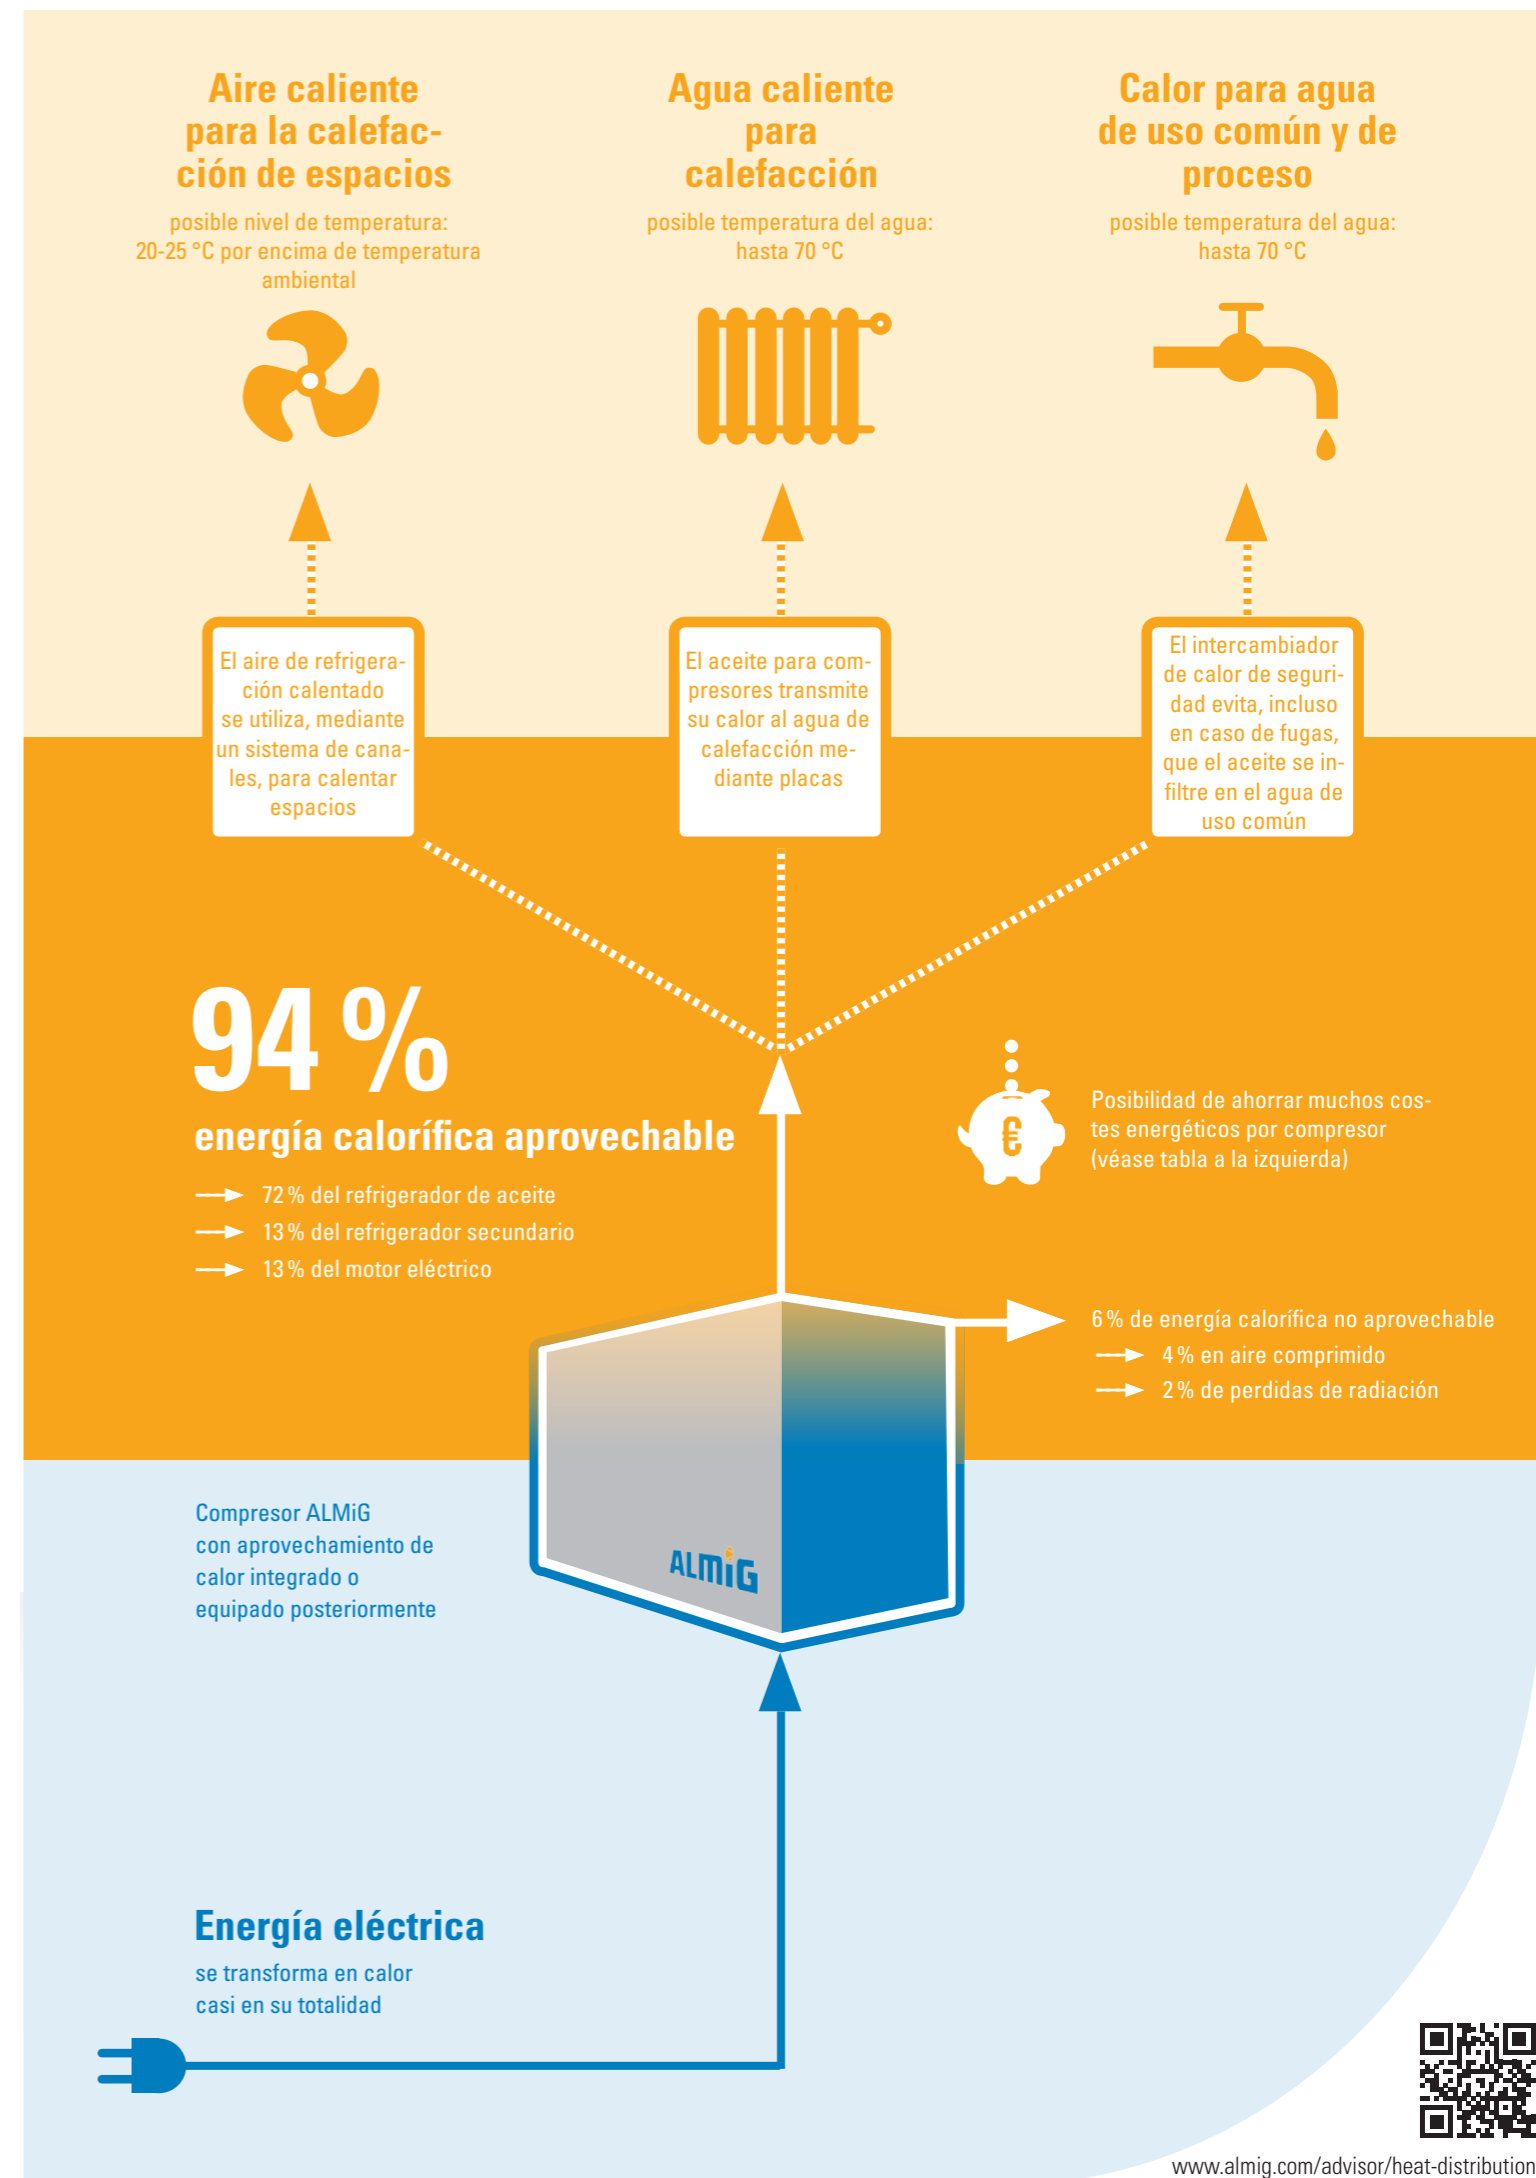 Aire caliente
para la calefac-
ción de espacios
posible nivel de temperatura:
20-25 °C por encima de temperatura
ambiental
Agua caliente
para
calefacción
posible temperatura del agua:
hasta 70 °C
Calor para agua
de uso común y de
proceso
posible temperatura del agua:
hasta 70 °C
El aire de refrigera-
ción calentado
se utiliza, mediante
un sistema de cana-
les, para calentar
espacios
El aceite para com-
presores transmite
su calor al agua de
calefacción me-
diante placas
El intercambiador
de calor de seguri-
dad evita, incluso
en caso de fugas,
que el aceite se in-
filtre en el agua de
uso común
94 %
energía calorífica aprovechable
72 % del refrigerador de aceite
13 % del refrigerador secundario
13 % del motor eléctrico
€
Posibilidad de ahorrar muchos cos-
tes energéticos por compresor
(véase tabla a la izquierda)
6 % de energía calorífica no aprovechable
4 % en aire comprimido
2 % de perdidas de radiación
Compresor ALMiG
con aprovechamiento de
calor integrado o
equipado posteriormente
ALMiG
Energía eléctrica
se transforma en calor
casi en su totalidad
www.almig.com/advisor/heat-distribution